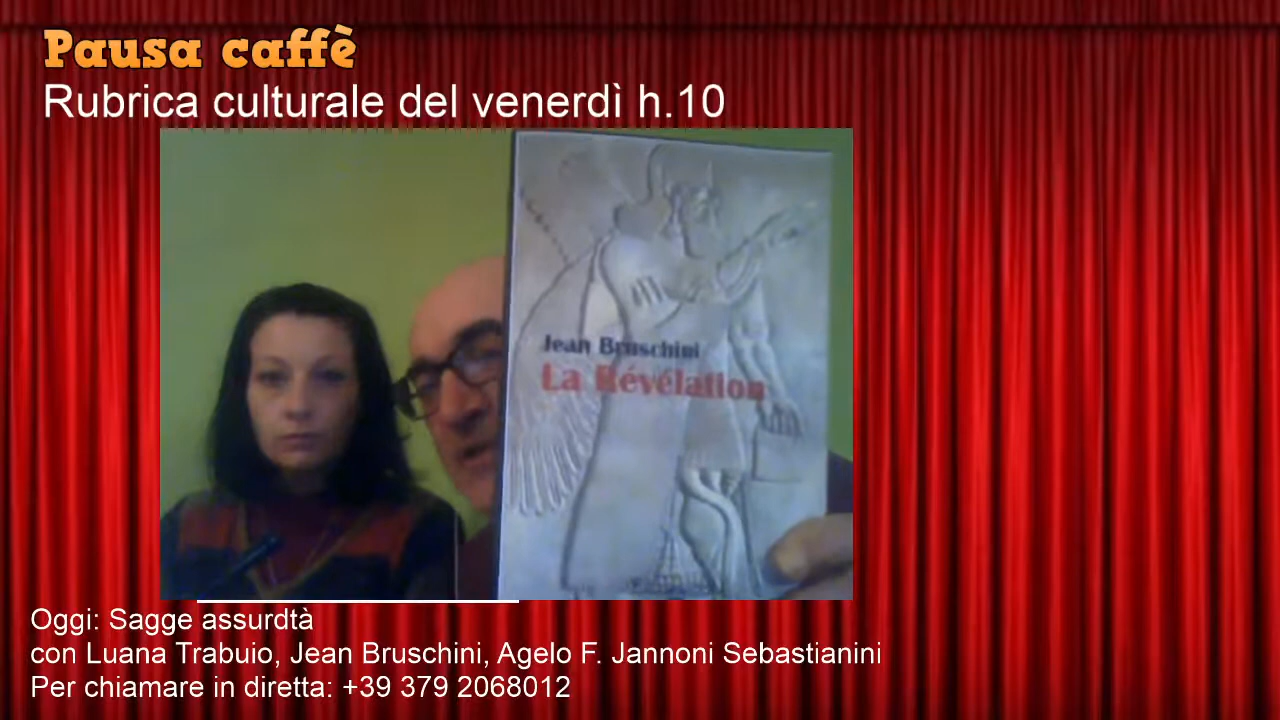 Pausa caffè
Rubrica culturale del venerdì h.10
Jean Bruschini
La Révélation
Oggi: Sagge assurdtà
con Luana Trabuio, Jean Bruschini, Agelo F. Jannoni Sebastianini
Per chiamare in diretta: +39 379 2068012